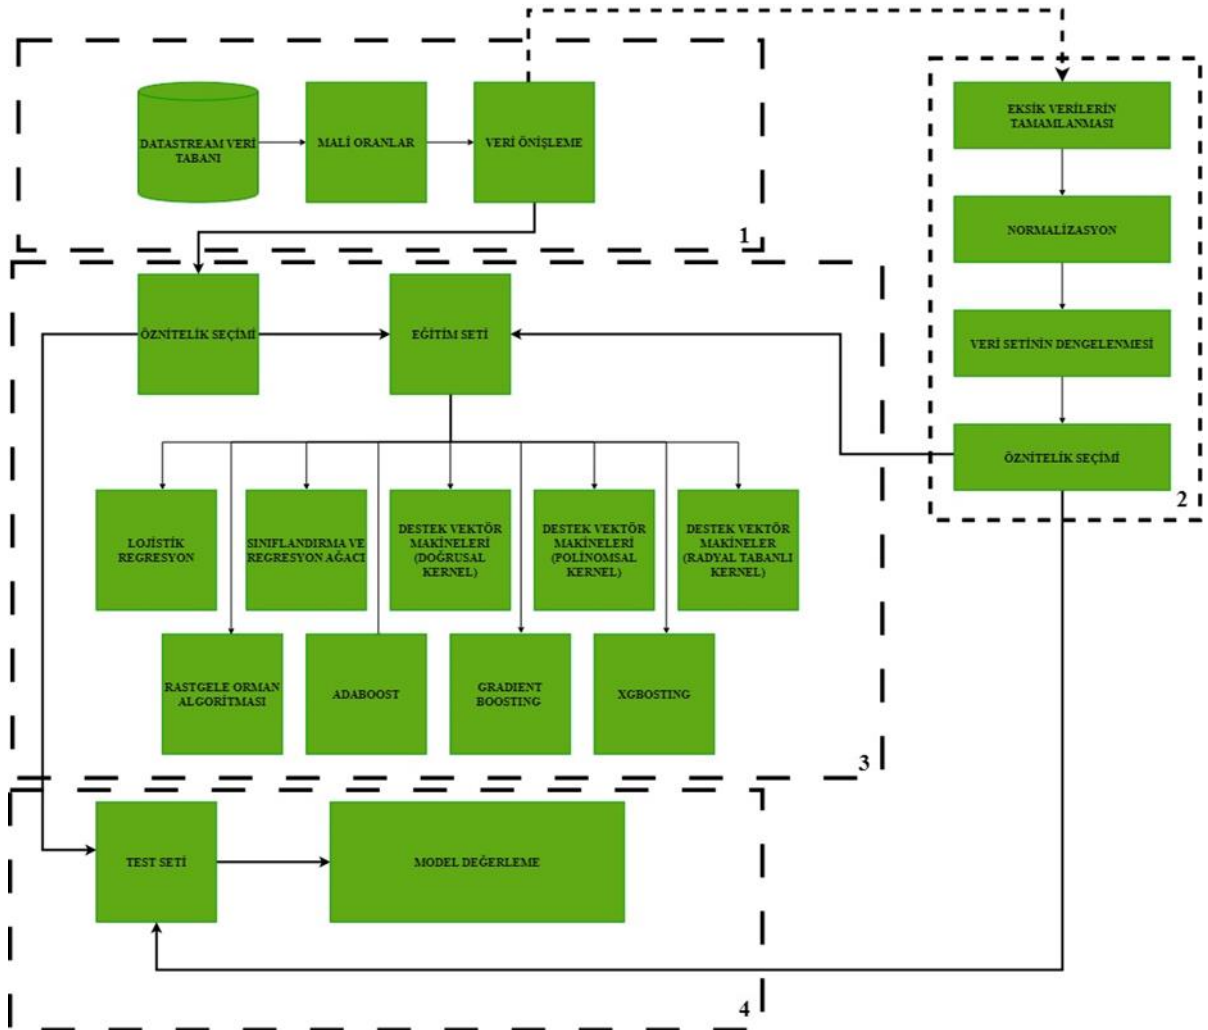 DATASTREAM VERİ
TABANI
MALİ ORANLAR
VERİ ÖNİŞLEME
1
EKSİK VERİLERİN
TAMAMLANMASI
NORMALİZASYON
VERİ SETİNİN DENGELENMESİ
ÖZNİTELİK SEÇİMİ
2
ÖZNİTELİK SEÇİMİ
EĞİTİM SETİ
LOJİSTİK
REGRESYON
SINIFLANDIRMA VE
REGRESYON AĞACI
DESTEK VEKTÖR
MAKİNELERİ
(DOĞRUSAL
KERNEL)
DESTEK VEKTÖR
MAKİNELERİ
(POLİNOMSAL
KERNEL)
DESTEK VEKTÖR
MAKİNELER
(RADYAL TABANLI
KERNEL)
RASTGELE ORMAN
ALGORİTMASI
ADABOOST
GRADIENT
BOOSTING
XGBOSTING
3
TEST SETİ
MODEL DEĞERLEME
4